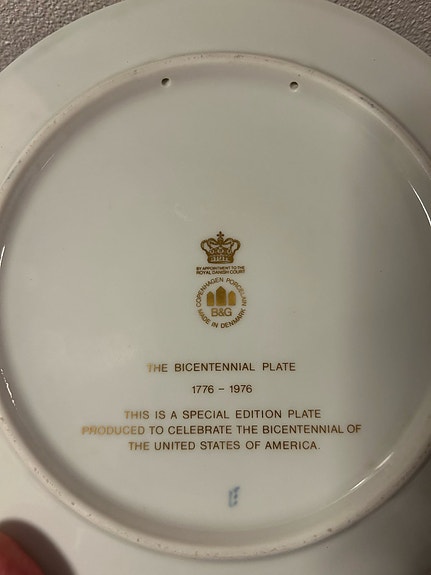 BY APPOINTMENT TO THE
ROYAL DANISH COURT
COPENHAGEN PORCELAIN
B&G
MADE IN DENMARK
THE BICENTENNIAL PLATE
1776 – 1976
THIS IS A SPECIAL EDITION PLATE
PRODUCED TO CELEBRATE THE BICENTENNIAL OF
THE UNITED STATES OF AMERICA.